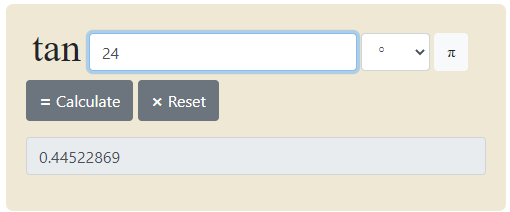 tan 24 ° π
= Calculate × Reset
0.44522869